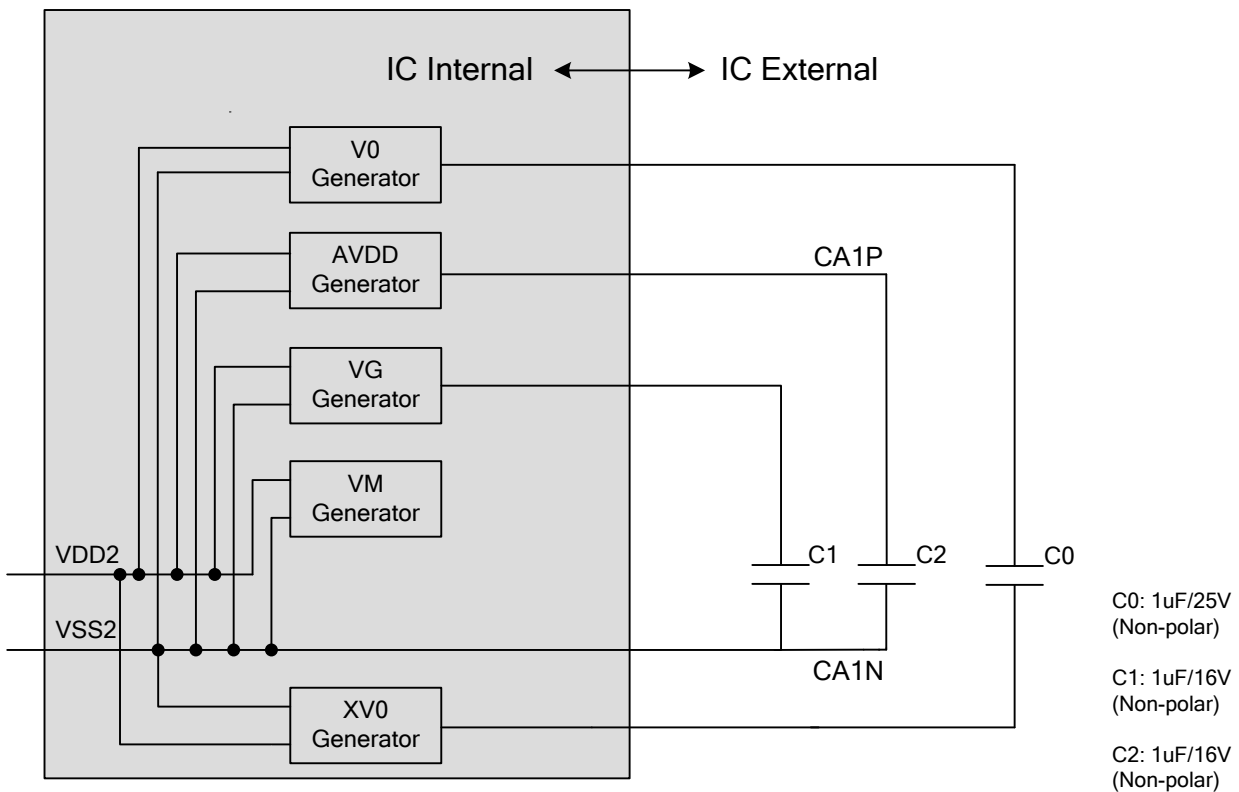 IC Internal
IC External
V0
Generator
AVDD
Generator
CA1P
VG
Generator
VM
Generator
VDD2
C1
C2
C0
VSS2
CA1N
XV0
Generator
C0: 1uF/25V
(Non-polar)
C1: 1uF/16V
(Non-polar)
C2: 1uF/16V
(Non-polar)